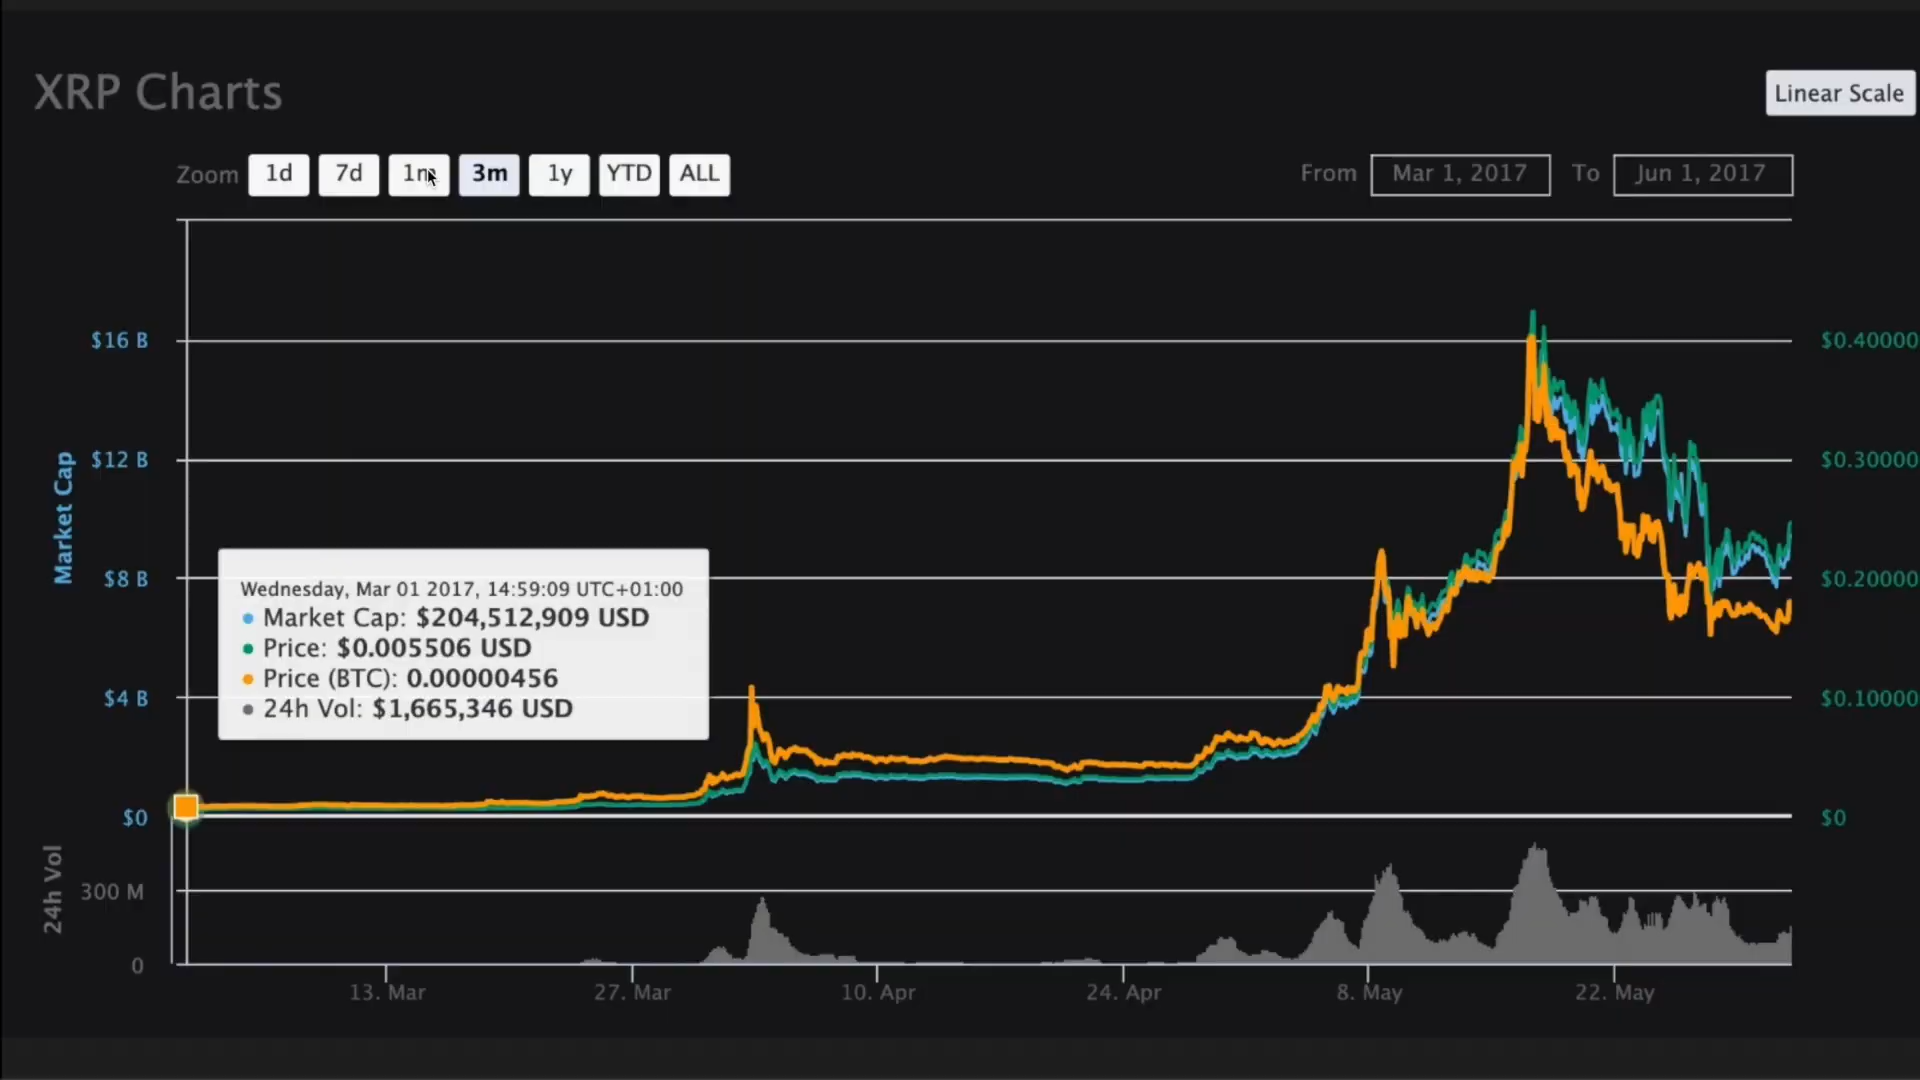 XRP Charts
Linear Scale
Zoom 1d 7d 1m 3m 1y YTD ALL
From Mar 1, 2017 To Jun 1, 2017
$16 B
$12 B
$8 B
$4 B
$0
Market Cap
$0.40000
$0.30000
$0.20000
$0.10000
$0
Wednesday, Mar 01 2017, 14:59:09 UTC+01:00
Market Cap: $204,512,909 USD
Price: $0.005506 USD
Price (BTC): 0.00000456
24h Vol: $1,665,346 USD
24h Vol
300 M
0
13. Mar 27. Mar 10. Apr 24. Apr 8. May 22. May